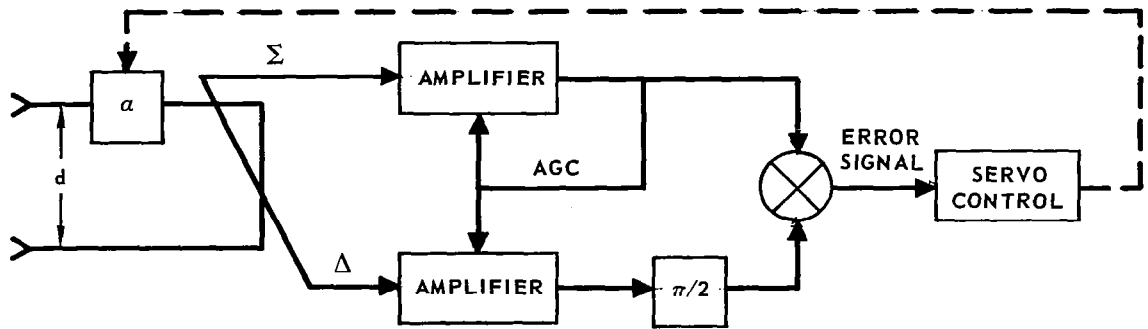 Σ
AMPLIFIER
a
ERROR
SIGNAL
d
AGC
SERVO
CONTROL
Δ
AMPLIFIER
π/2